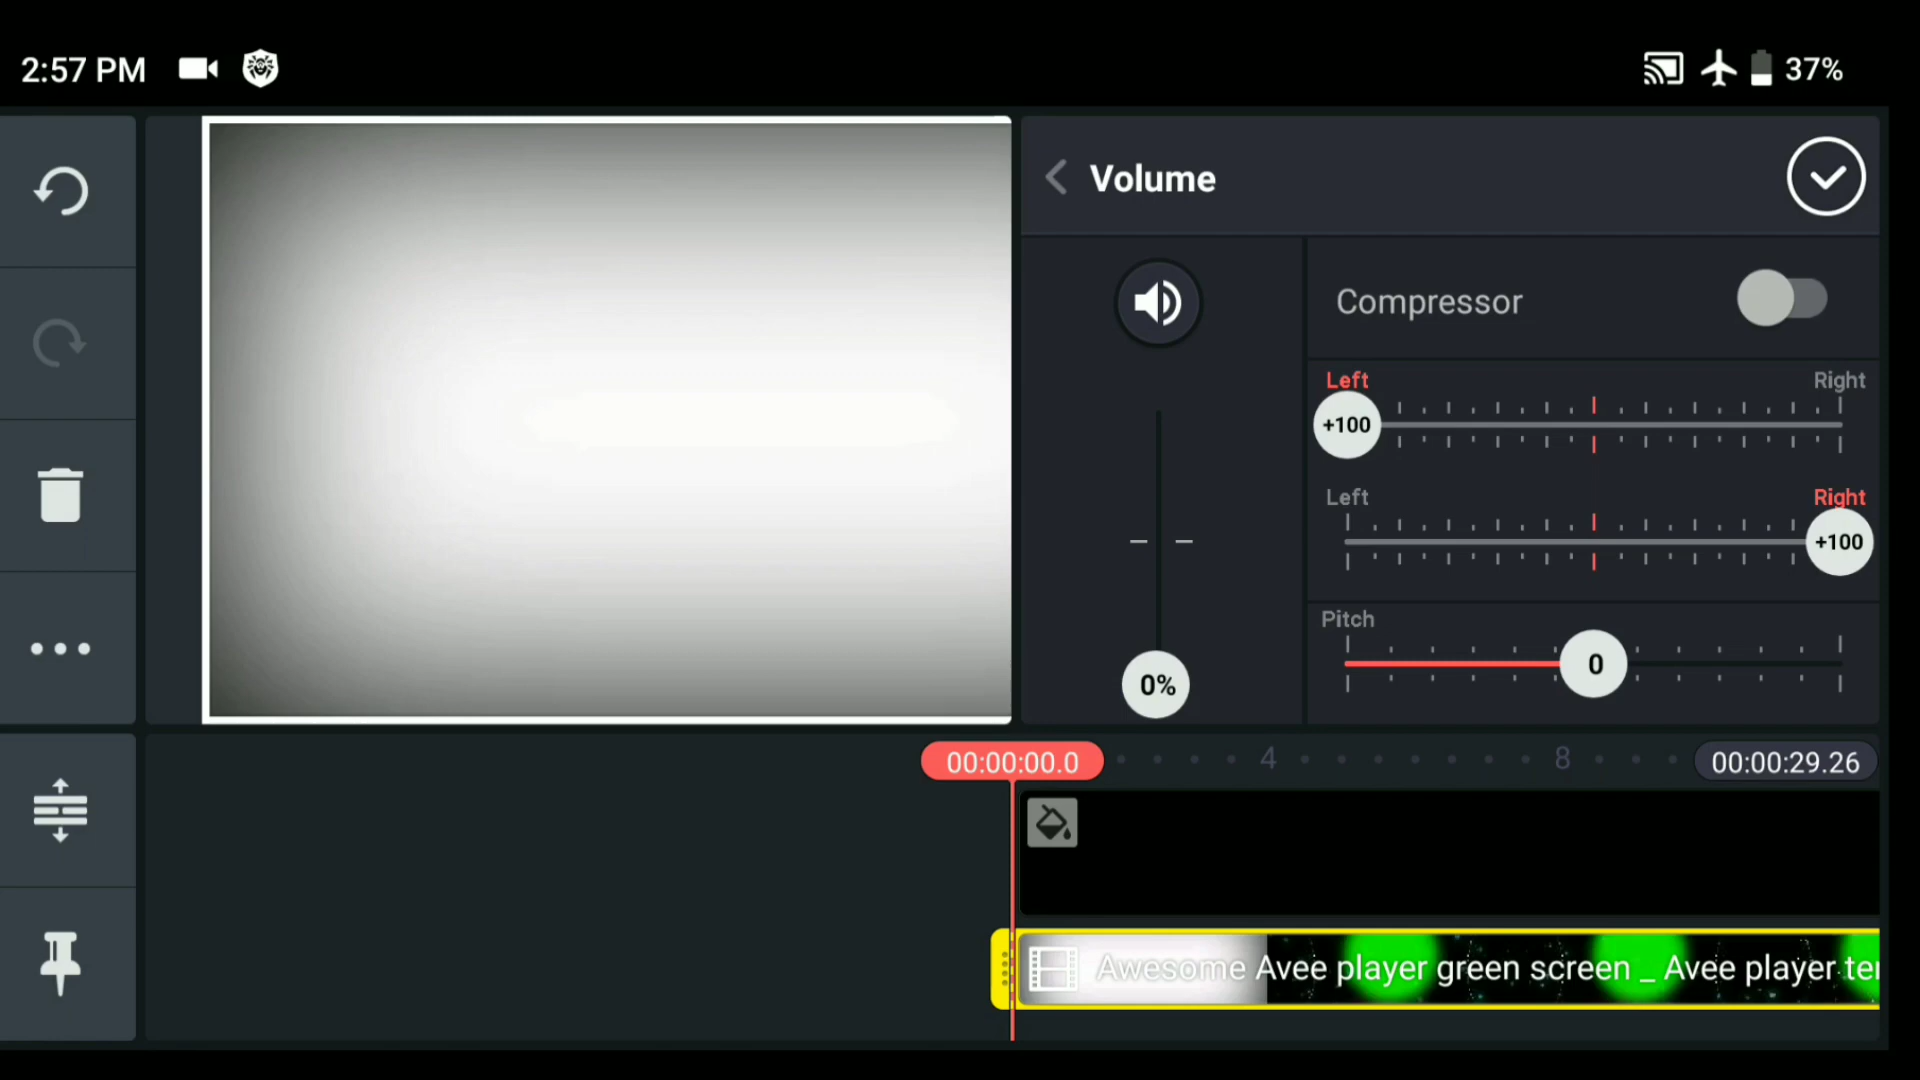 2:57 PM
37%
Volume
Compressor
Left Right
+100
Left Right
+100
Pitch
0
0%
00:00:00.0 4 8 00:00:29.26
Awesome Avee player green screen _ Avee player ter